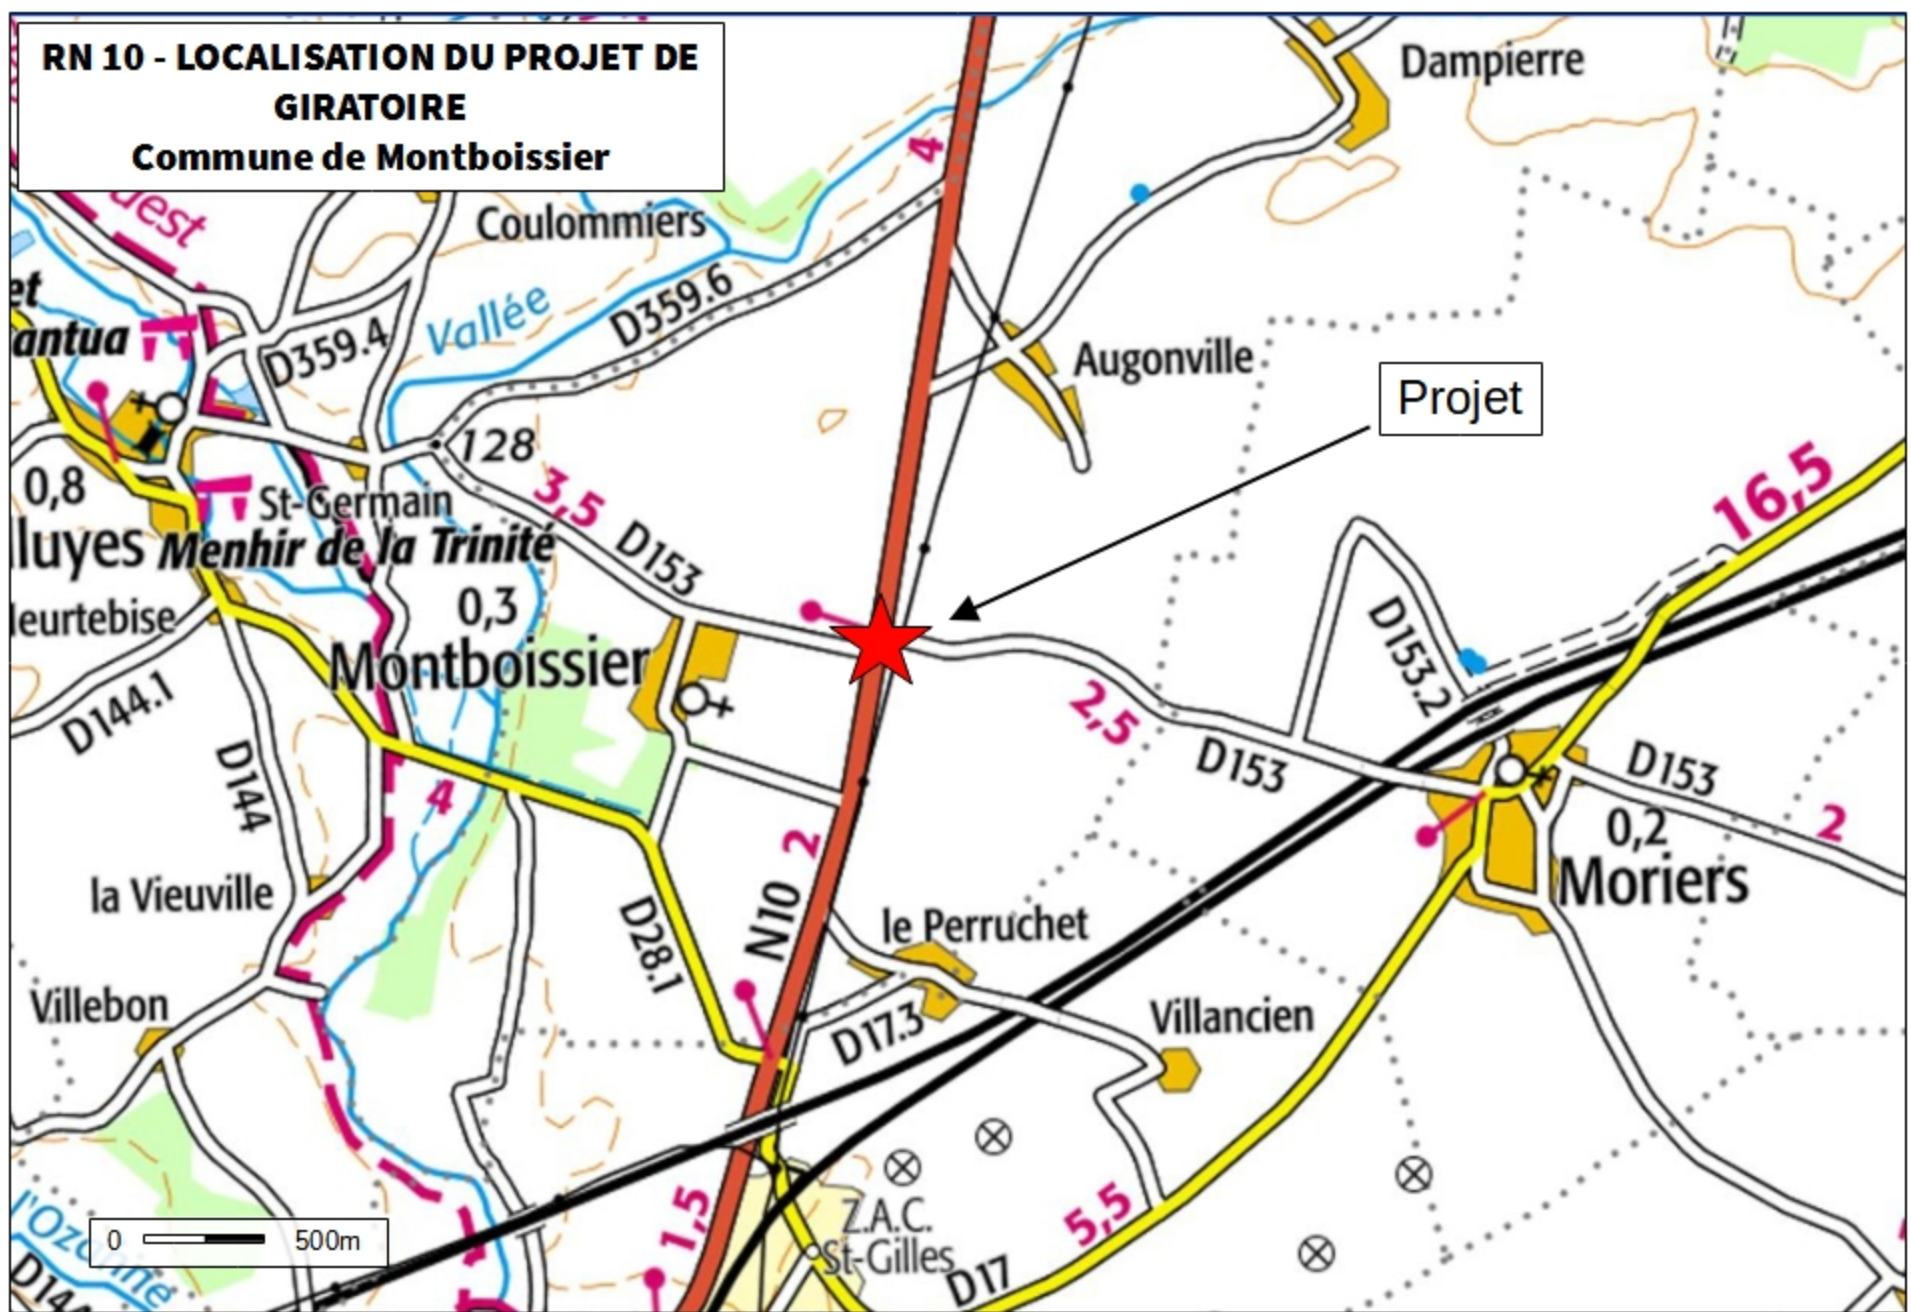 RN 10 - LOCALISATION DU PROJET DE
GIRATOIRE
Commune de Montboissier
Dampierre
4
Coulommiers
D359.6
Vallée
D359.4
Augonville
Projet
128
3,5
16,5
0,8
St-Germain
Menhir de la Trinité
D153
0,3
Montboissier
D144.1
D153.2
2,5
D153
D153
D144
4
2
0,2
2
Moriers
la Vieuville
N10
le Perruchet
D28.1
Villebon
D17.3
Villancien
1,5
5,5
Z.A.C.
St-Gilles
D17
0 500m